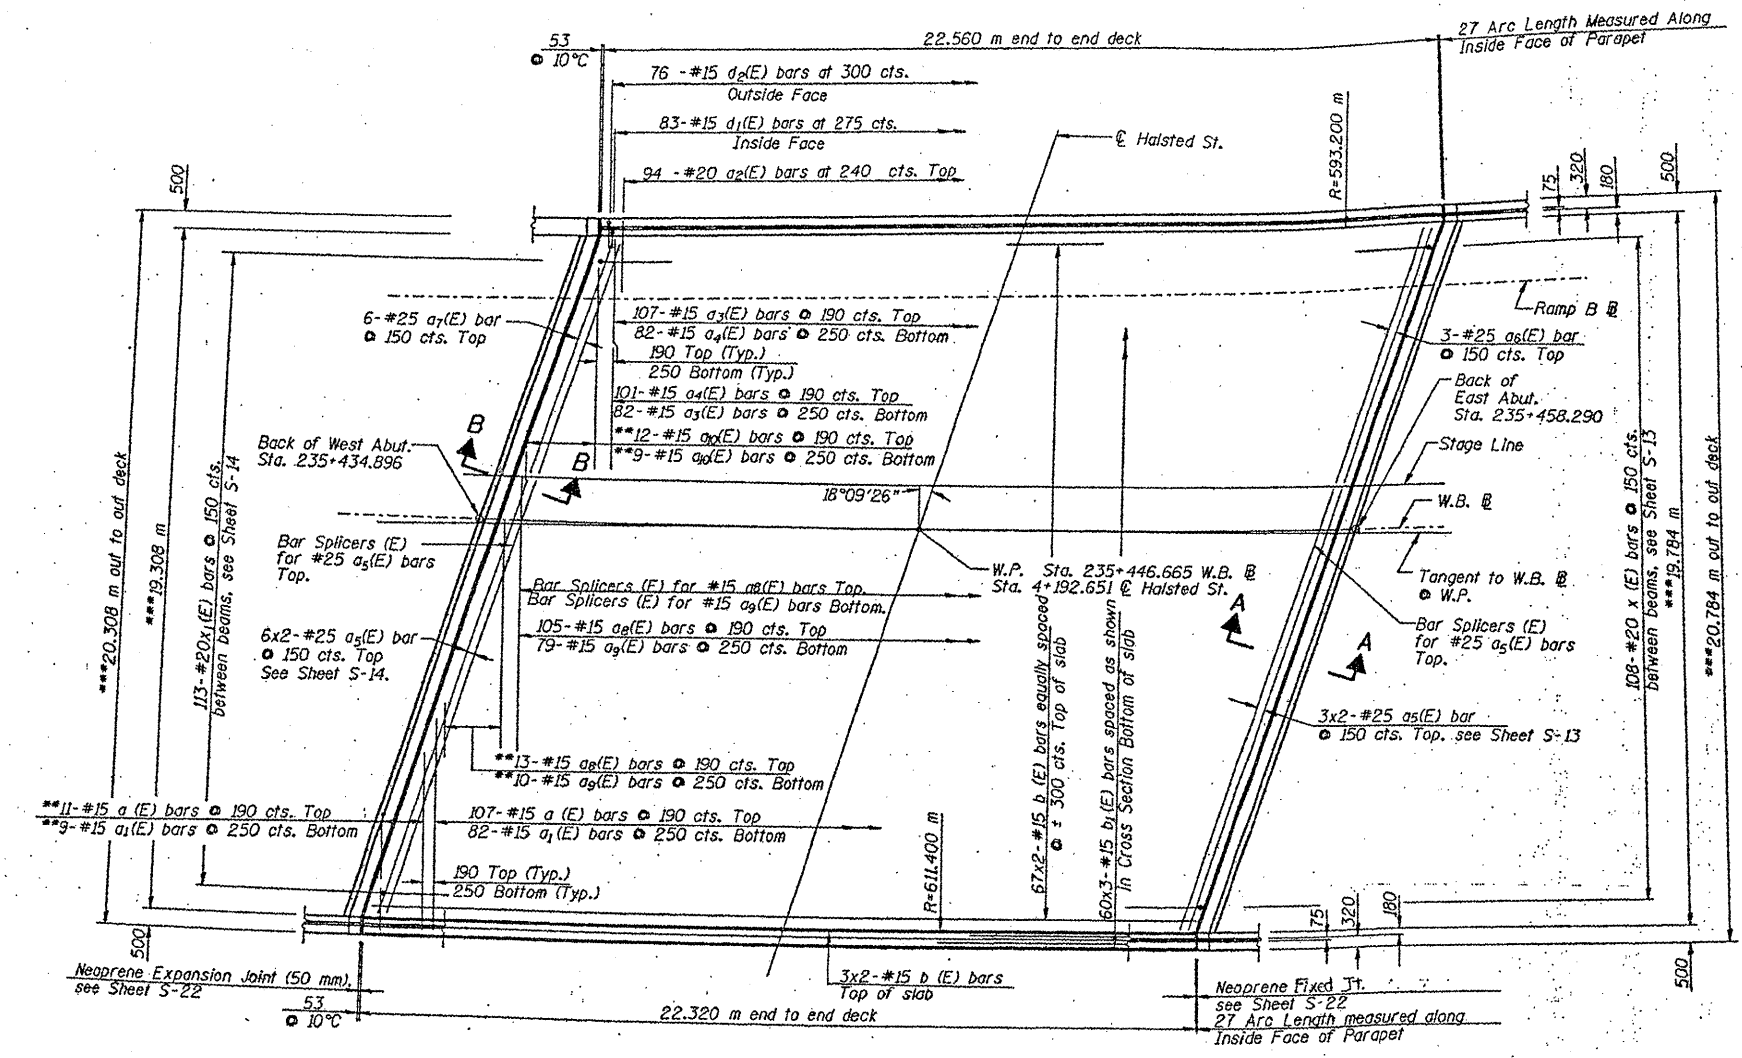 27 Arc Length Measured Along
Inside Face of Parapet
53
@ 10°C
22.560 m end to end deck
76 -#15 d2(E) bars at 300 cts.
Outside Face
83-#15 d1(E) bars at 275 cts.
Inside Face
94 -#20 a2(E) bars at 240 cts. Top
℄ Halsted St.
R=593.200 m
500
75
320
180
500
Ramp B ⅊
6-#25 a7(E) bar
@ 150 cts. Top
107-#15 a3(E) bars @ 190 cts. Top
82-#15 a4(E) bars @ 250 cts. Bottom
190 Top (Typ.)
250 Bottom (Typ.)
3-#25 a6(E) bar
@ 150 cts. Top
101-#15 a4(E) bars @ 190 cts. Top
82-#15 a3(E) bars @ 250 cts. Bottom
Back of
East Abut.
Sta. 235+458.290
**12-#15 a10(E) bars @ 190 cts. Top
**9-#15 a10(E) bars @ 250 cts. Bottom
Back of West Abut.
Sta. 235+434.896
B
B
Stage Line
18°09'26"
W.B. ⅊
***20.308 m out to out deck
***19.308 m
113-#20x1(E) bars @ 150 cts.
between beams, see Sheet S-14
108-#20 x (E) bars @ 150 cts.
between beams, see Sheet S-13
***19.784 m
***20.784 m out to out deck
Bar Splicers (E)
for #25 a5(E) bars
Top.
W.P. Sta. 235+446.665 W.B. ⅊
Sta. 4+192.651 ℄ Halsted St.
Tangent to W.B. ⅊
@ W.P.
Bar Splicers (E) for #15 a8(E) bars Top.
Bar Splicers (E) for #15 a9(E) bars Bottom.
A
A
105-#15 a8(E) bars @ 190 cts. Top
79-#15 a9(E) bars @ 250 cts. Bottom
6x2-#25 a5(E) bar
@ 150 cts. Top
See Sheet S-14.
Bar Splicers (E)
for #25 a5(E) bars
Top.
67x2-#15 b (E) bars equally spaced
@ ± 300 cts. Top of slab
60x3-#15 b1(E) bars spaced as shown
In Cross Section Bottom of slab
3x2-#25 a5(E) bar
@ 150 cts. Top. see Sheet S-13
**13-#15 a8(E) bars @ 190 cts. Top
**10-#15 a9(E) bars @ 250 cts. Bottom
**11-#15 a (E) bars @ 190 cts. Top
**9-#15 a1(E) bars @ 250 cts. Bottom
107-#15 a (E) bars @ 190 cts. Top
82-#15 a1(E) bars @ 250 cts. Bottom
190 Top (Typ.)
250 Bottom (Typ.)
R=611.400 m
500
75
320
180
500
Neoprene Expansion Joint (50 mm),
see Sheet S-22
53
@ 10°C
3x2-#15 b (E) bars
Top of slab
22.320 m end to end deck
Neoprene Fixed Jt.
see Sheet S-22
27 Arc Length measured along
Inside Face of Parapet